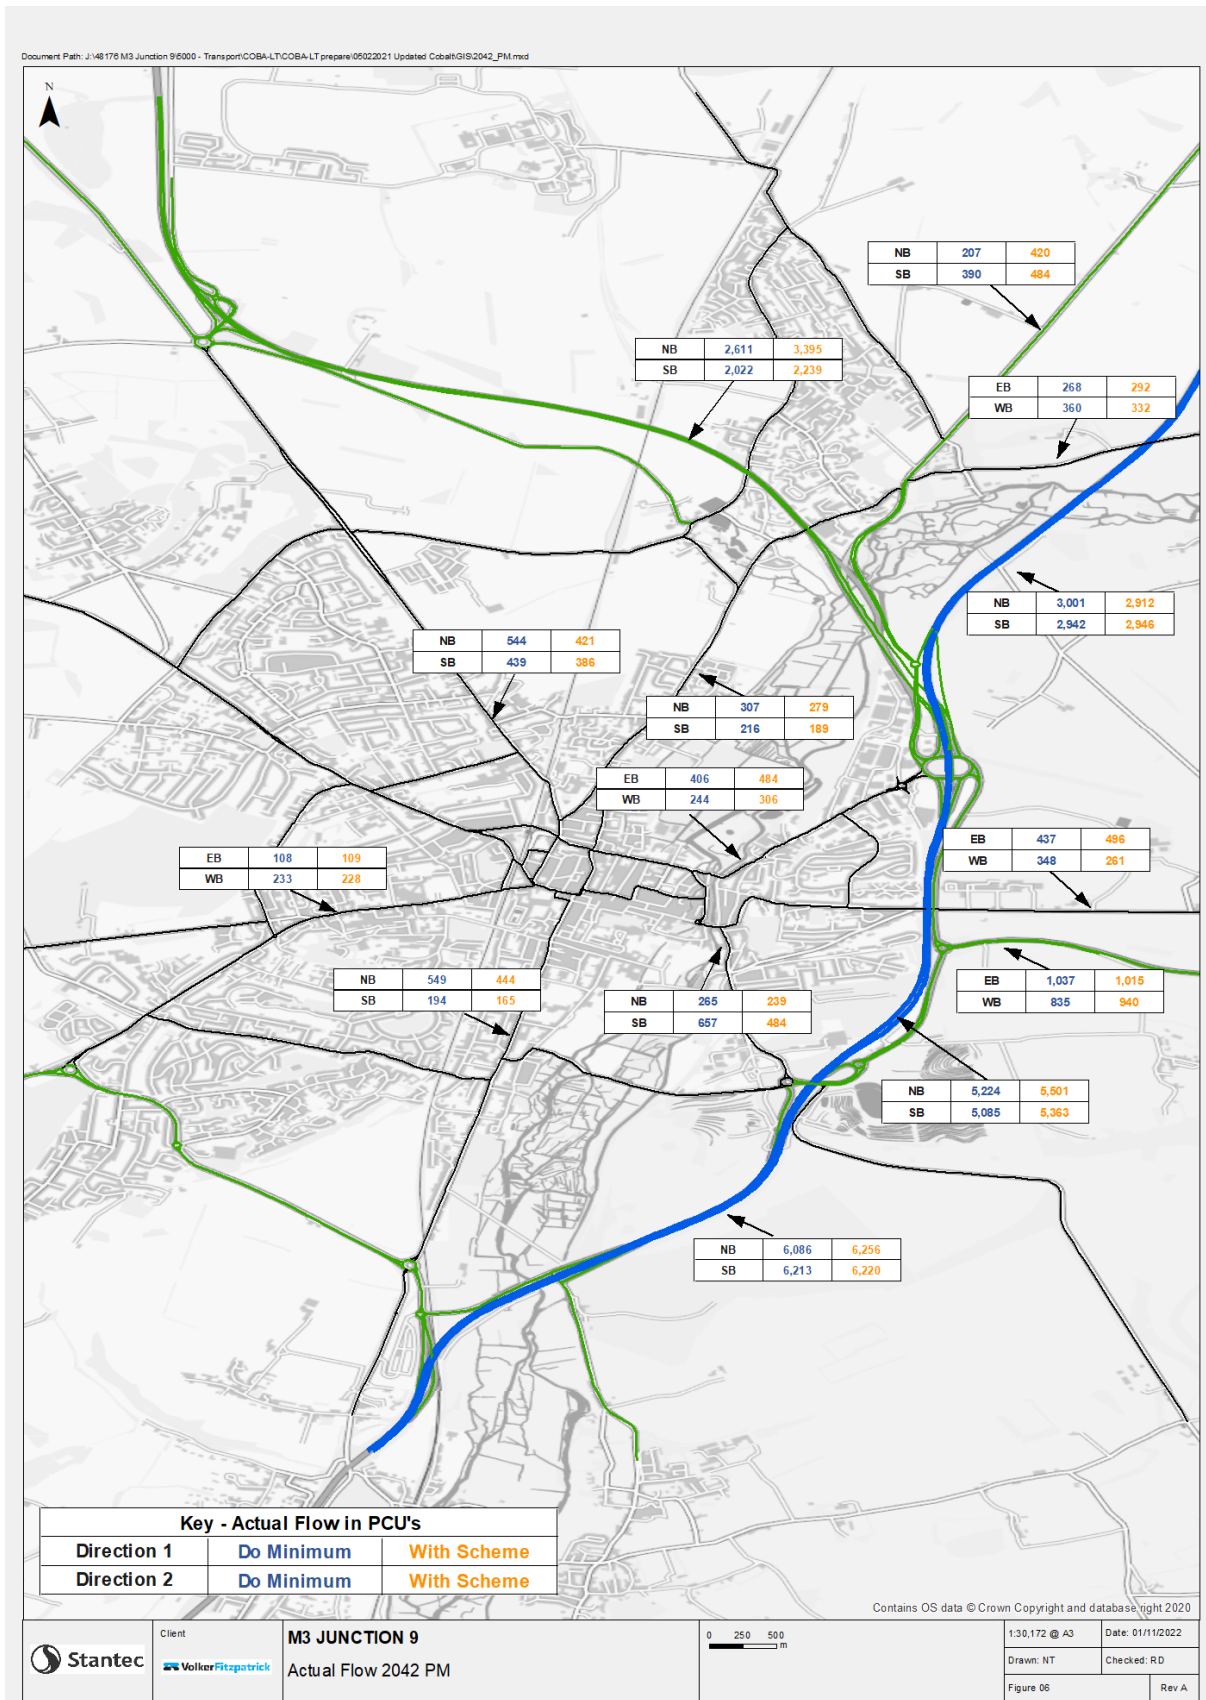 Document Path: J:\48176 M3 Junction 9\5000 - Transport\COBA-LT\COBA-LT prepare\05022021 Updated Cobalt\GIS\2042_PM.mxd
N
NB 207 420
SB 390 484
NB 2,611 3,395
SB 2,022 2,239
EB 268 292
WB 360 332
NB 3,001 2,912
SB 2,942 2,946
NB 544 421
SB 439 386
NB 307 279
SB 216 189
EB 406 484
WB 244 306
EB 437 496
WB 348 261
EB 108 109
WB 233 228
NB 549 444
SB 194 165
NB 265 239
SB 657 484
EB 1,037 1,015
WB 835 940
NB 5,224 5,501
SB 5,085 5,363
NB 6,086 6,256
SB 6,213 6,220
Key - Actual Flow in PCU's
Direction 1 Do Minimum With Scheme
Direction 2 Do Minimum With Scheme
Contains OS data © Crown Copyright and database right 2020
Stantec
Client
VolkerFitzpatrick
M3 JUNCTION 9
Actual Flow 2042 PM
0 250 500
m
1:30,172 @ A3
Date: 01/11/2022
Drawn: NT
Checked: RD
Figure 06
Rev A